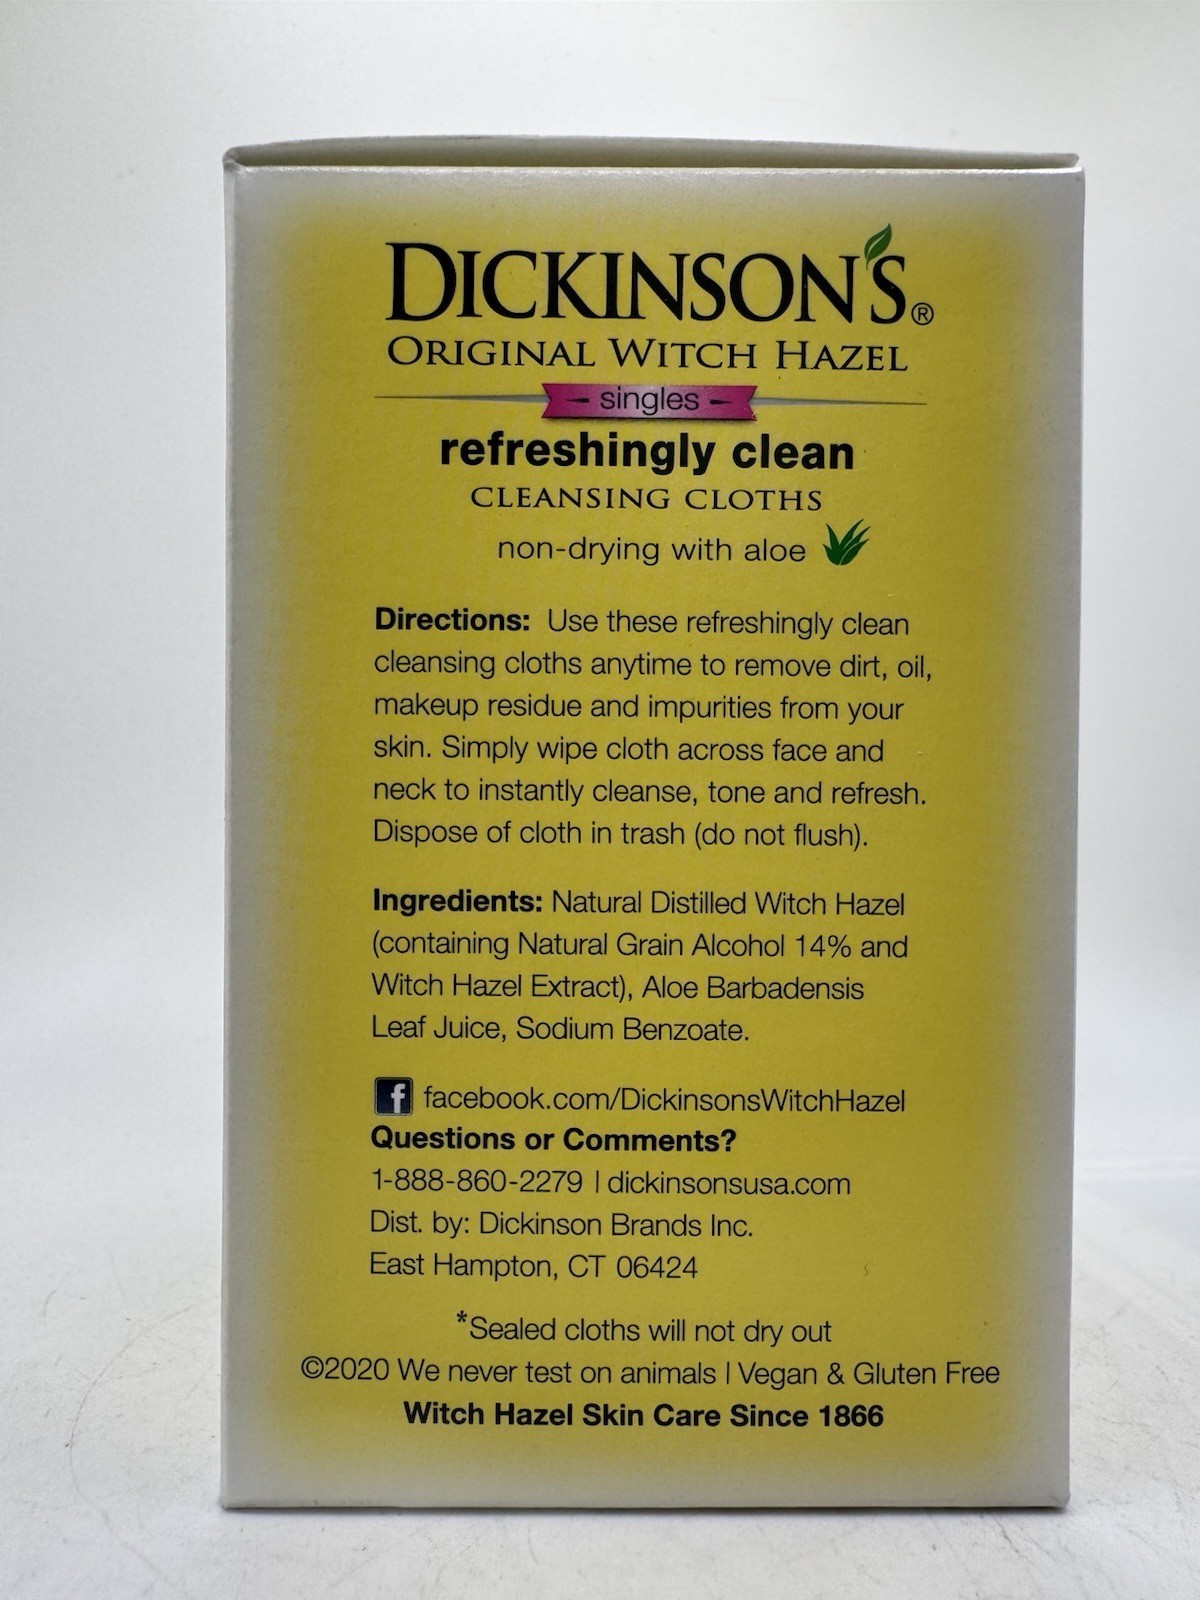 DICKINSON'S®
ORIGINAL WITCH HAZEL
singles
refreshingly clean
CLEANSING CLOTHS
non-drying with aloe
Directions: Use these refreshingly clean
cleansing cloths anytime to remove dirt, oil,
makeup residue and impurities from your
skin. Simply wipe cloth across face and
neck to instantly cleanse, tone and refresh.
Dispose of cloth in trash (do not flush).
Ingredients: Natural Distilled Witch Hazel
(containing Natural Grain Alcohol 14% and
Witch Hazel Extract), Aloe Barbadensis
Leaf Juice, Sodium Benzoate.
f facebook.com/DickinsonsWitchHazel
Questions or Comments?
1-888-860-2279 | dickinsonsusa.com
Dist. by: Dickinson Brands Inc.
East Hampton, CT 06424
*Sealed cloths will not dry out
©2020 We never test on animals | Vegan & Gluten Free
Witch Hazel Skin Care Since 1866